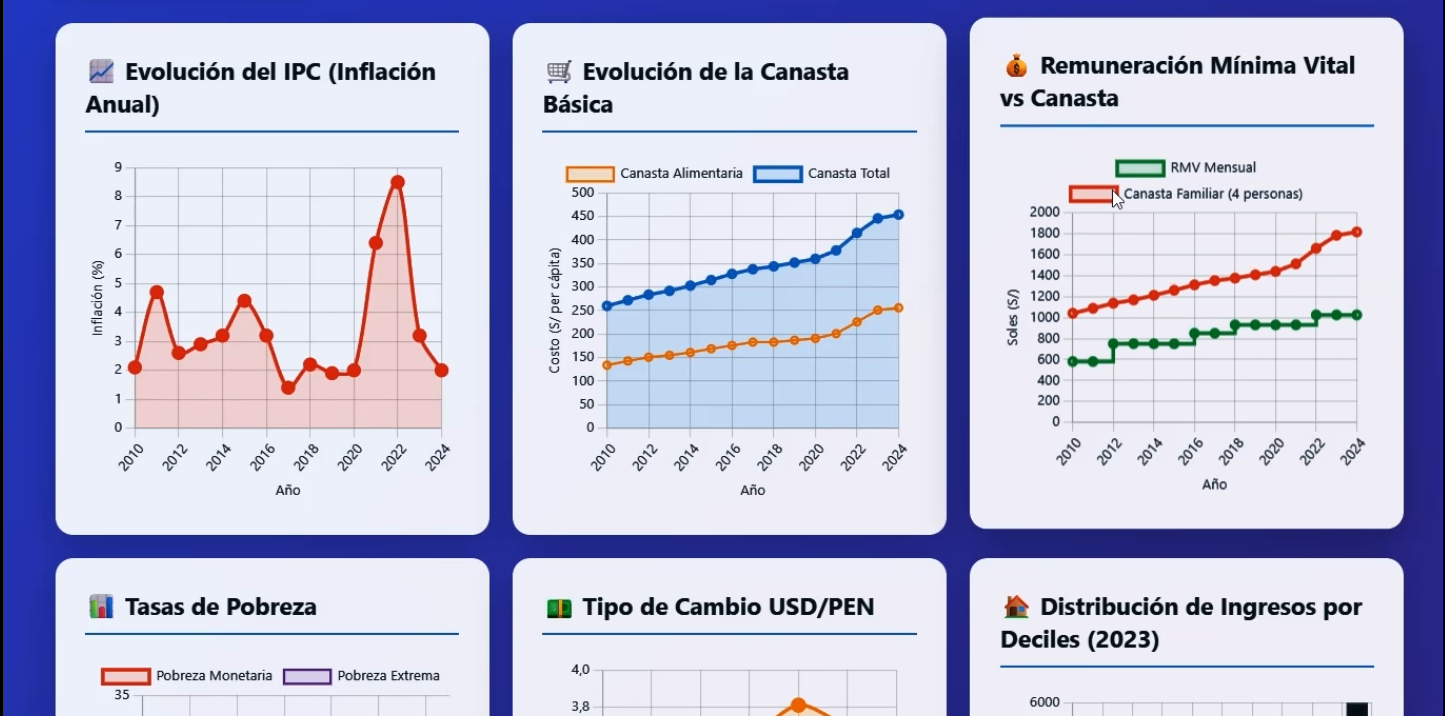 Evolución del IPC (Inflación
Anual)
9
8
7
6
5
4
3
2
1
0
Inflación (%)
2010
2012
2014
2016
2018
2020
2022
2024
Año
Evolución de la Canasta
Básica
Canasta Alimentaria
Canasta Total
500
450
400
350
300
250
200
150
100
50
0
Costo (S/ per cápita)
2010
2012
2014
2016
2018
2020
2022
2024
Año
Remuneración Mínima Vital
vs Canasta
RMV Mensual
Canasta Familiar (4 personas)
2000
1800
1600
1400
1200
1000
800
600
400
200
0
Soles (S/)
2010
2012
2014
2016
2018
2020
2022
2024
Año
Tasas de Pobreza
Pobreza Monetaria
Pobreza Extrema
35
Tipo de Cambio USD/PEN
4,0
3,8
Distribución de Ingresos por
Deciles (2023)
6000